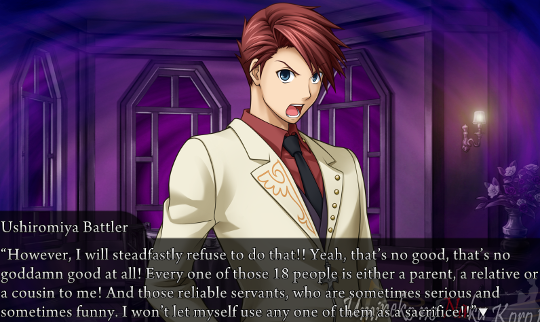 Ushiromiya Battler
“However, I will steadfastly refuse to do that!! Yeah, that's no good, that's no
goddamn good at all! Every one of those 18 people is either a parent, a relative or
a cousin to me! And those reliable servants, who are sometimes serious and
sometimes funny. I won't let myself use any one of them as a sacrifice!!”